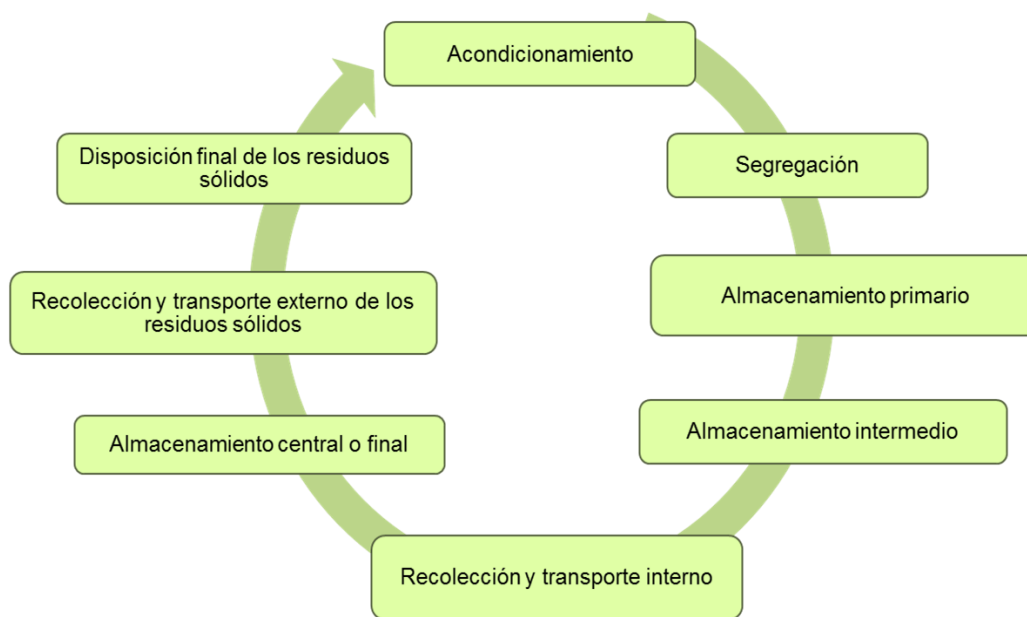 Acondicionamiento
Segregación
Almacenamiento primario
Almacenamiento intermedio
Recolección y transporte interno
Almacenamiento central o final
Recolección y transporte externo de los
residuos sólidos
Disposición final de los residuos
sólidos